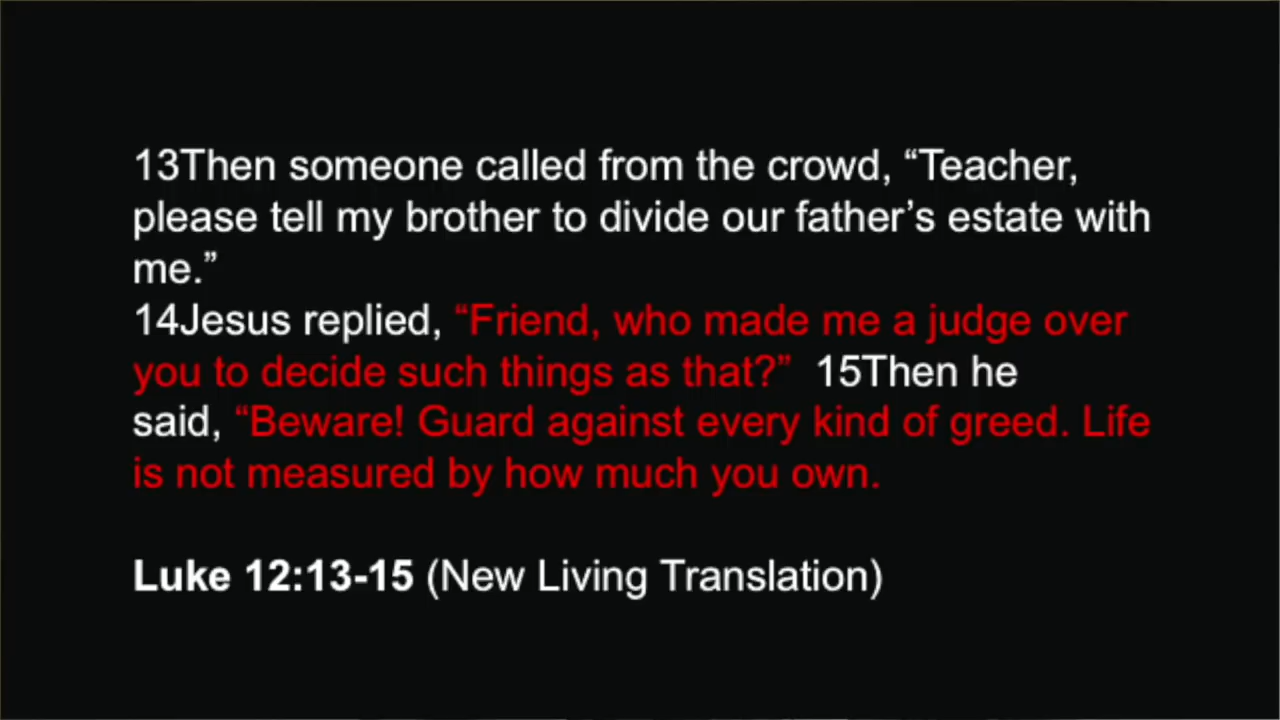 13Then someone called from the crowd, “Teacher,
please tell my brother to divide our father’s estate with
me.”
14Jesus replied, “Friend, who made me a judge over
you to decide such things as that?”  15Then he
said, “Beware! Guard against every kind of greed. Life
is not measured by how much you own.
Luke 12:13-15 (New Living Translation)